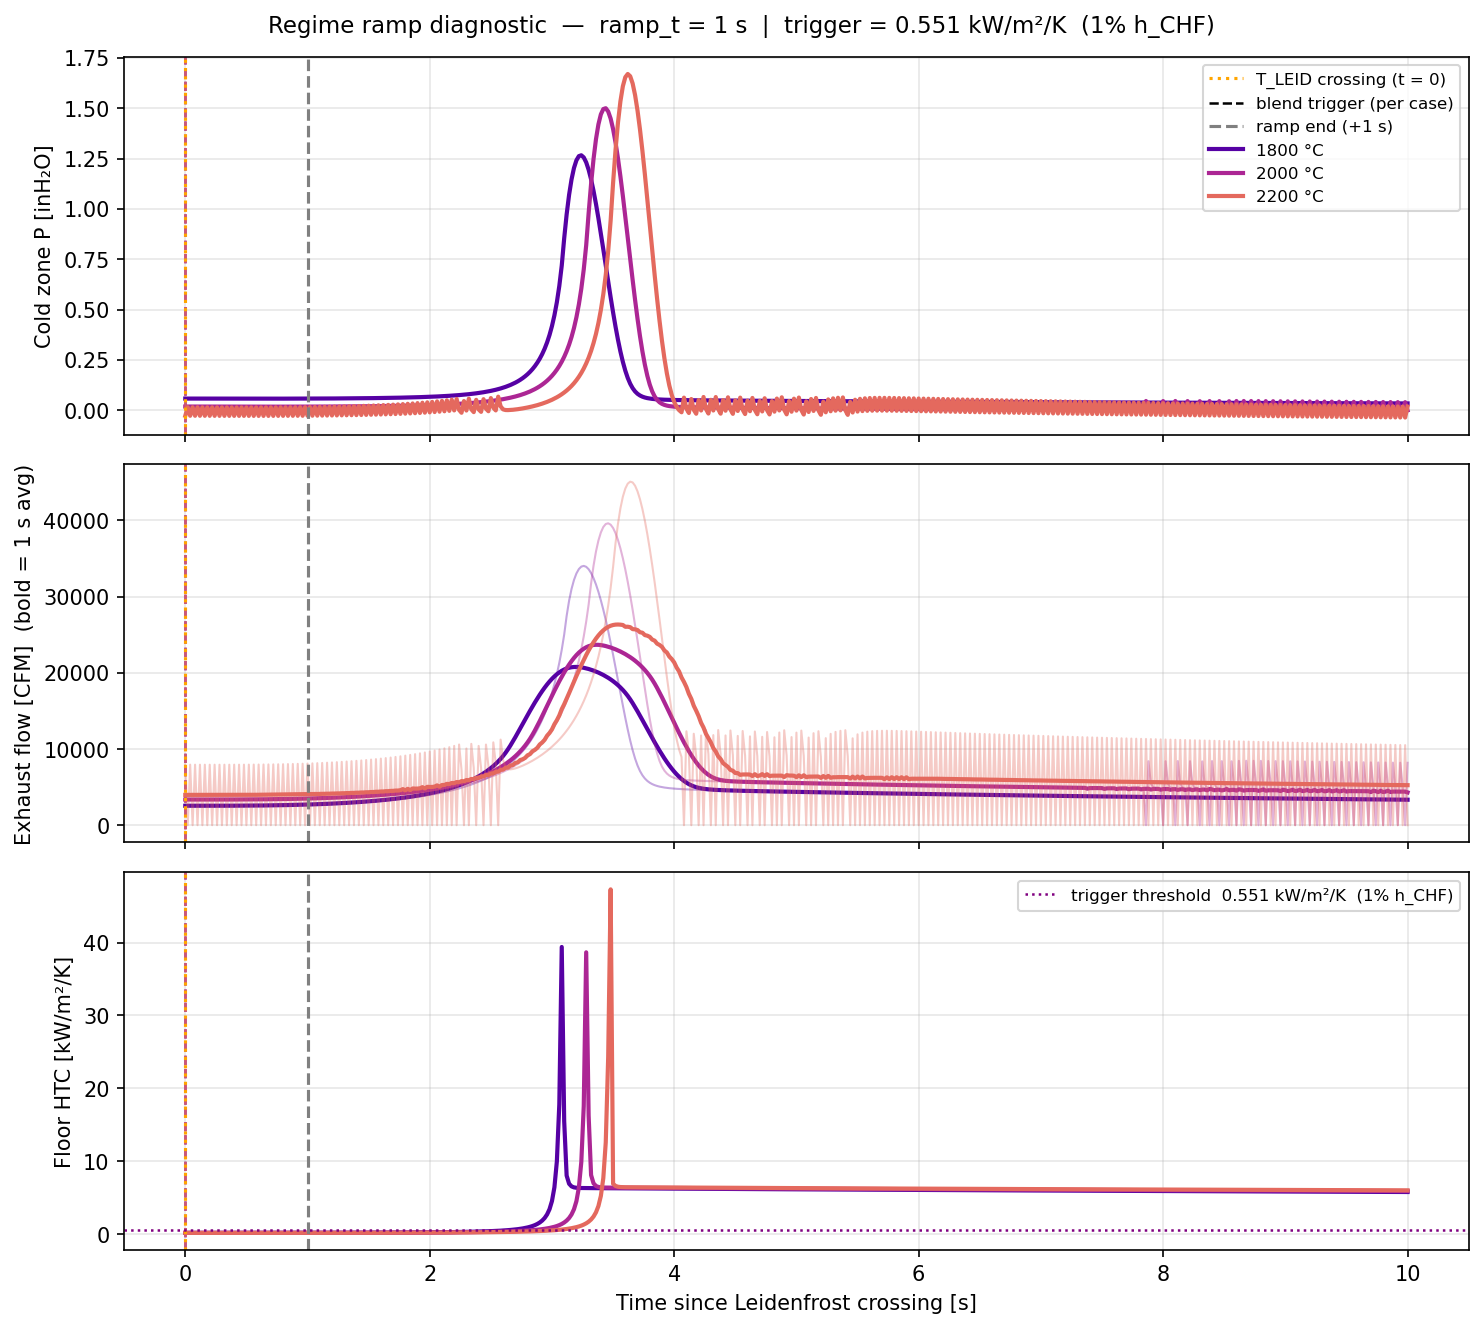 Regime ramp diagnostic — ramp_t = 1 s | trigger = 0.551 kW/m²/K (1% h_CHF)
Cold zone P [inH₂O]
1.75
1.50
1.25
1.00
0.75
0.50
0.25
0.00
T_LEID crossing (t = 0)
blend trigger (per case)
ramp end (+1 s)
1800 °C
2000 °C
2200 °C
Exhaust flow [CFM] (bold = 1 s avg)
40000
30000
20000
10000
0
Floor HTC [kW/m²/K]
40
30
20
10
0
trigger threshold 0.551 kW/m²/K (1% h_CHF)
0 2 4 6 8 10
Time since Leidenfrost crossing [s]